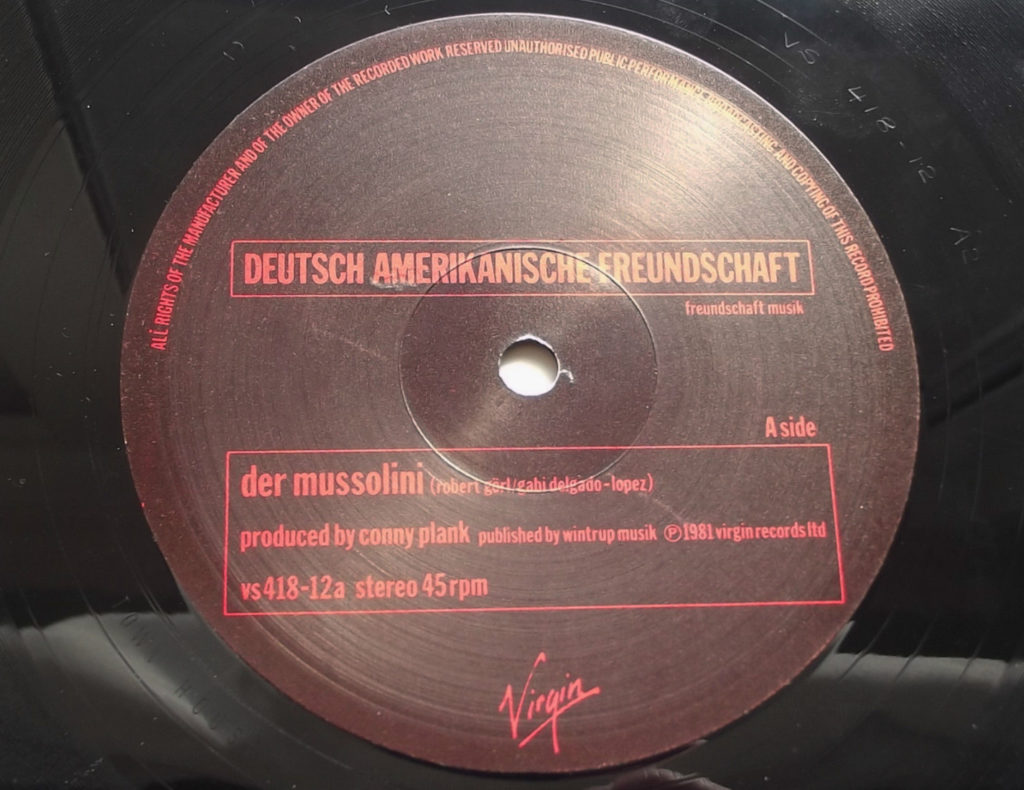 ALL RIGHTS OF THE MANUFACTURER AND OF THE OWNER OF THE RECORDED WORK RESERVED UNAUTHORISED PUBLIC PERFORMANCE BROADCASTING AND COPYING OF THIS RECORD PROHIBITED
VS 418-12 A2
DEUTSCH AMERIKANISCHE FREUNDSCHAFT
freundschaft musik
A side
der mussolini (robert görl/gabi delgado-lopez)
produced by conny plank published by wintrup musik ℗1981 virgin records ltd
vs418-12a stereo 45rpm
Virgin